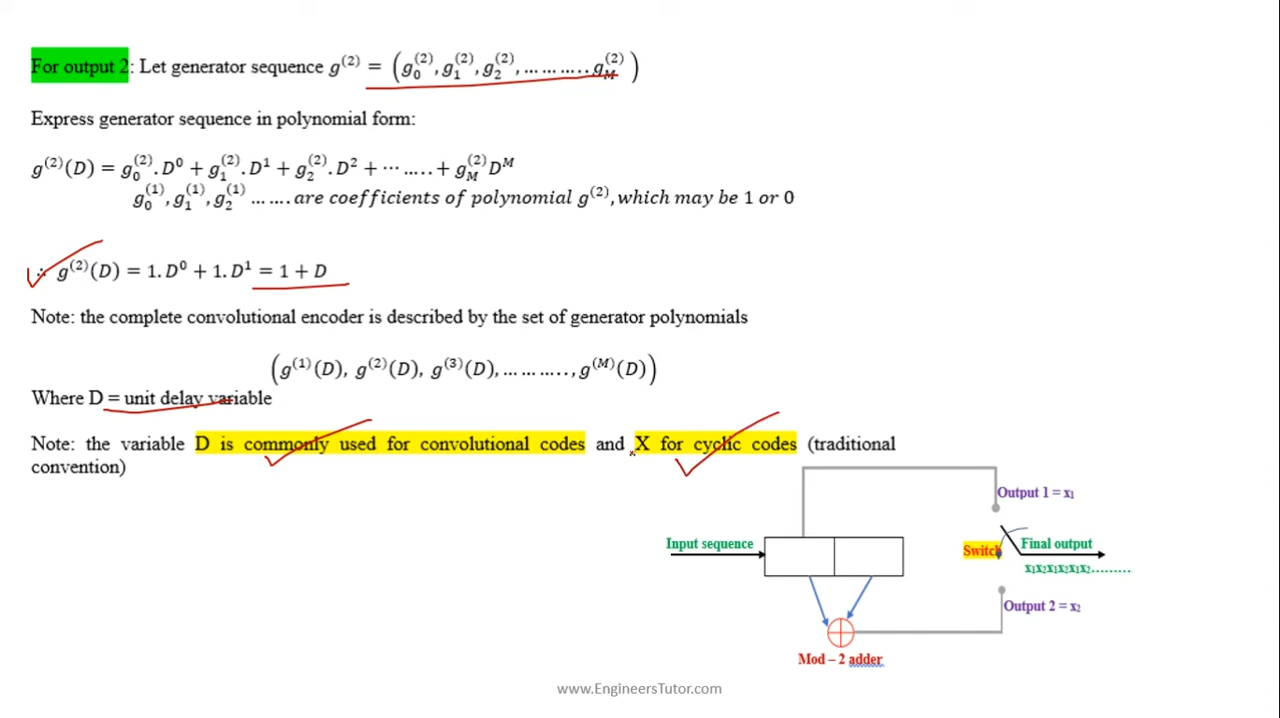 For output 2: Let generator sequence g⁽²⁾ = (g₀⁽²⁾, g₁⁽²⁾, g₂⁽²⁾, ... ... ... . . g_M⁽²⁾ )
Express generator sequence in polynomial form:
g⁽²⁾(D) = g₀⁽²⁾. D⁰ + g₁⁽²⁾. D¹ + g₂⁽²⁾. D² + ⋯ ... . . + g_M⁽²⁾Dᴹ
g₀⁽¹⁾, g₁⁽¹⁾, g₂⁽¹⁾ ... ... . are coefficients of polynomial g⁽²⁾, which may be 1 or 0
∴ g⁽²⁾(D) = 1. D⁰ + 1. D¹ = 1 + D
Note: the complete convolutional encoder is described by the set of generator polynomials
(g⁽¹⁾(D), g⁽²⁾(D), g⁽³⁾(D), ... ... ... . . , g⁽ᴹ⁾(D))
Where D = unit delay variable
Note: the variable D is commonly used for convolutional codes and X for cyclic codes (traditional
convention)
Output 1 = x₁
Input sequence
Switch
Final output
x₁x₂x₁x₂x₁x₂.........
Output 2 = x₂
Mod – 2 adder
www.EngineersTutor.com